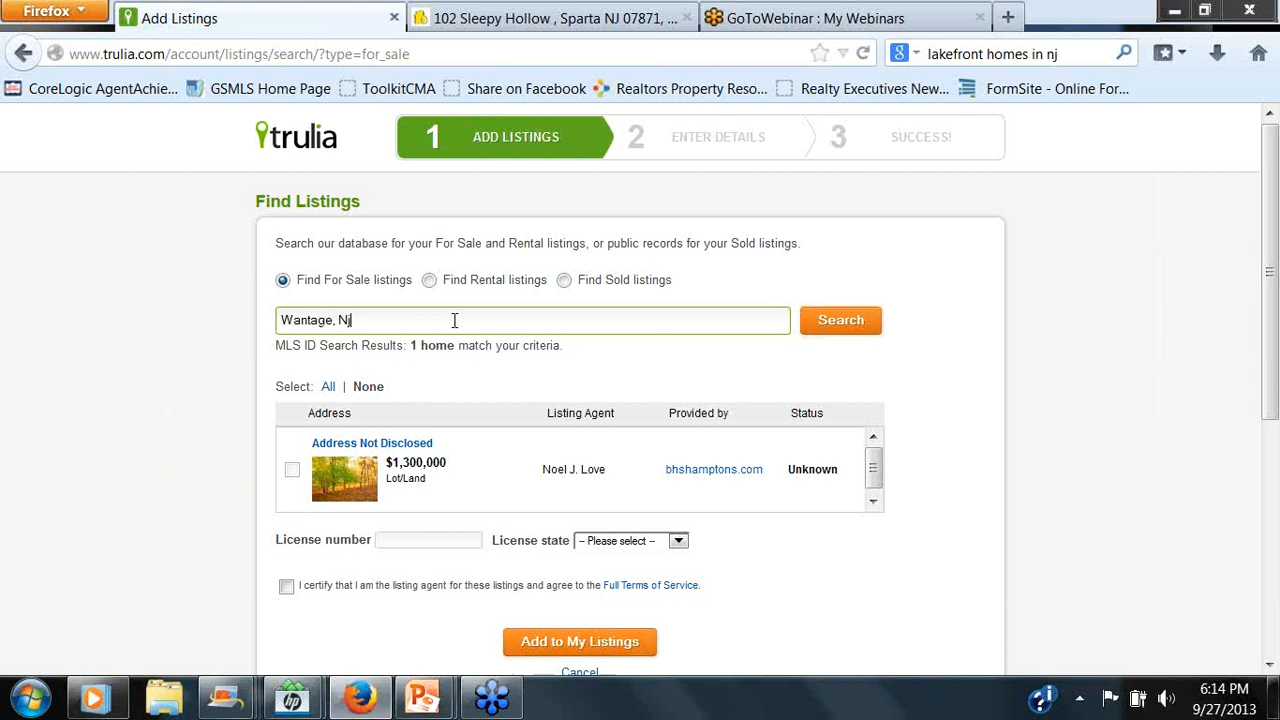 Firefox
Add Listings
102 Sleepy Hollow , Sparta NJ 07871, ...
GoToWebinar : My Webinars
www.trulia.com/account/listings/search/?type=for_sale
lakefront homes in nj
CoreLogic AgentAchie...
GSMLS Home Page
ToolkitCMA
Share on Facebook
Realtors Property Reso...
Realty Executives New...
FormSite - Online For...
trulia
1 ADD LISTINGS
2 ENTER DETAILS
3 SUCCESS!
Find Listings
Search our database for your For Sale and Rental listings, or public records for your Sold listings.
Find For Sale listings
Find Rental listings
Find Sold listings
Wantage, Nj
Search
MLS ID Search Results: 1 home match your criteria.
Select: All | None
Address
Listing Agent
Provided by
Status
Address Not Disclosed
$1,300,000
Lot/Land
Noel J. Love
bhshamptons.com
Unknown
License number
License state
-- Please select --
I certify that I am the listing agent for these listings and agree to the Full Terms of Service.
Add to My Listings
Cancel
6:14 PM
9/27/2013